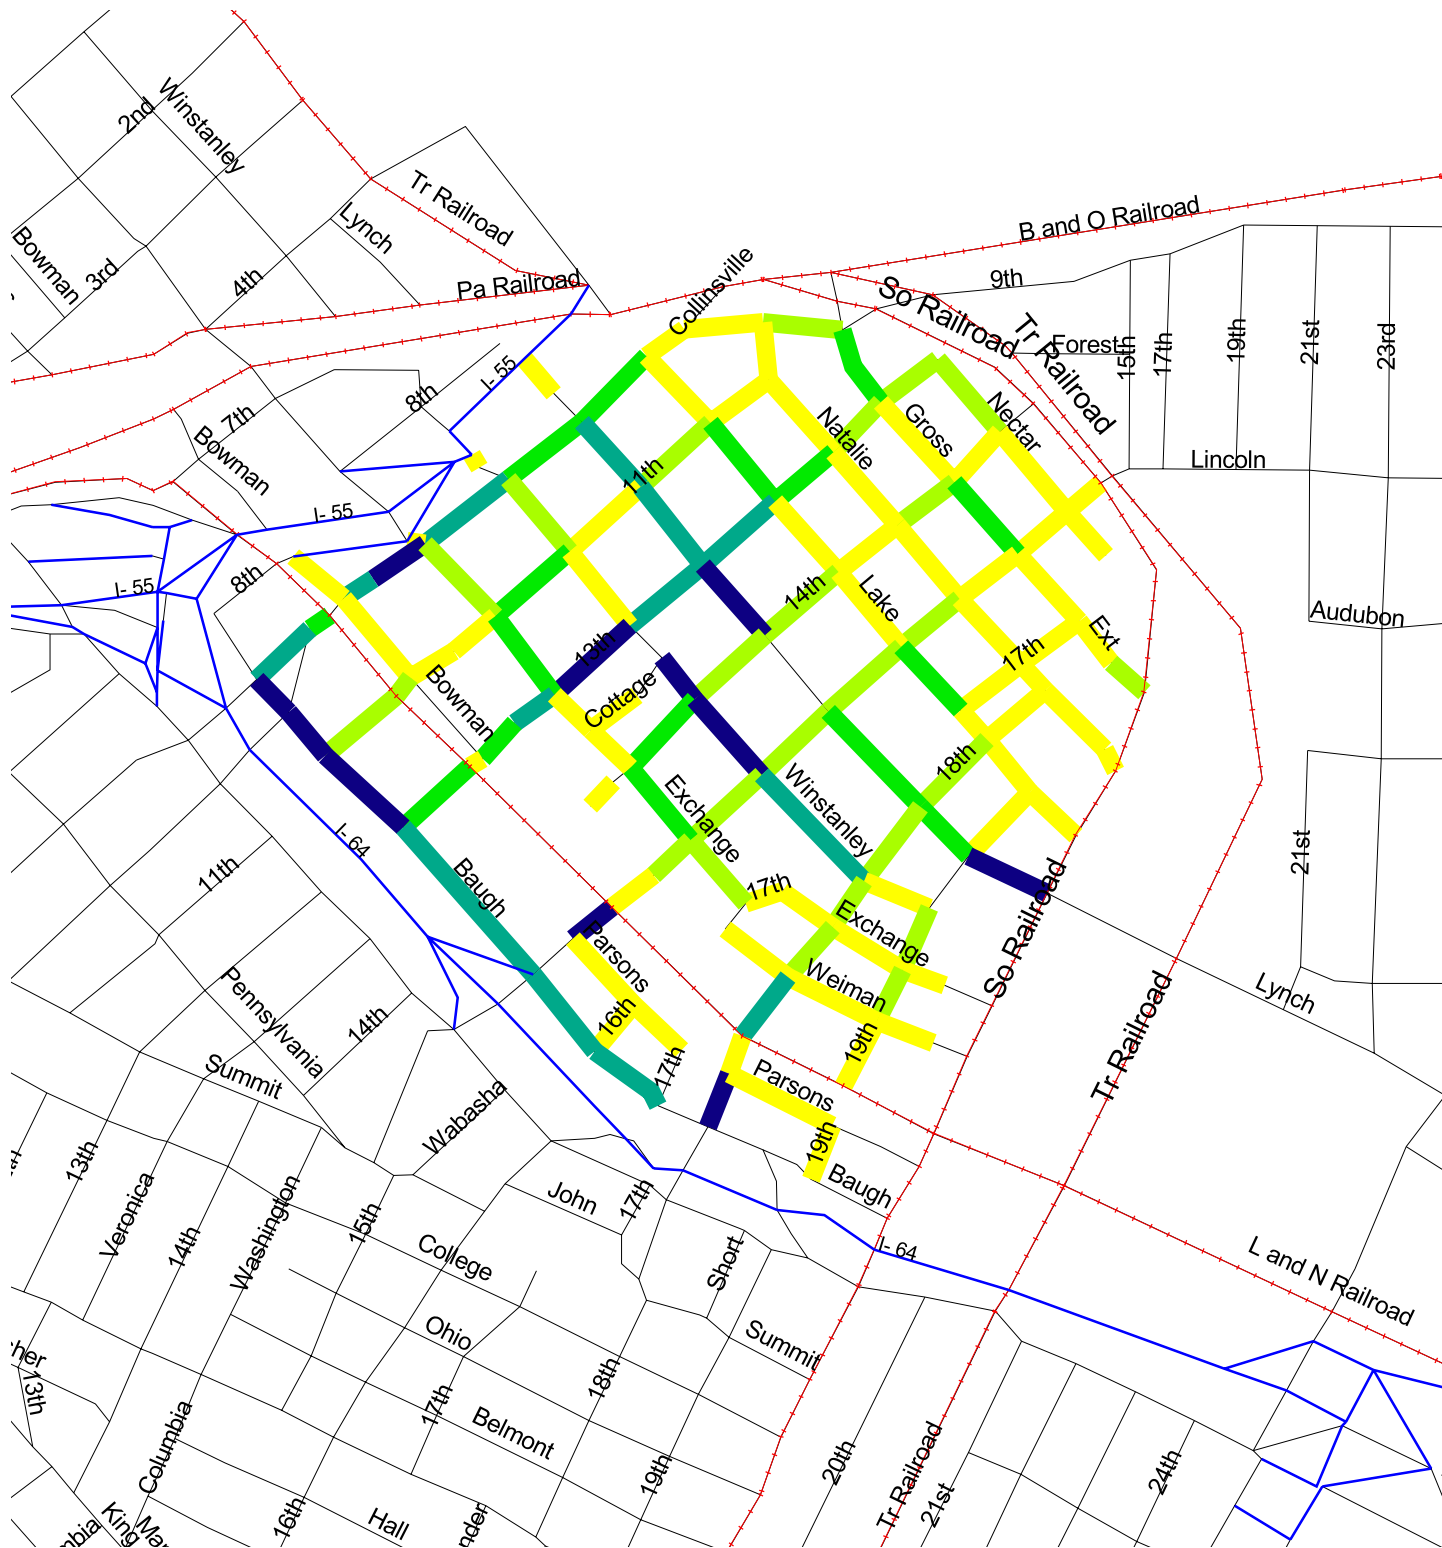 2nd
Winstanley
Tr Railroad
Lynch
B and O Railroad
Bowman
3rd
4th
Pa Railroad
Collinsville
9th
So Railroad
Tr Railroad
Forest
15th
17th
19th
21st
23rd
I- 55
8th
7th
Bowman
Nectar
Gross
Natalie
Lincoln
11th
I- 55
I- 55
8th
14th
Lake
Audubon
Ext
17th
13th
Cottage
Bowman
18th
Winstanley
Exchange
I- 64
21st
Baugh
11th
17th
Exchange
So Railroad
Parsons
Weiman
Lynch
Pennsylvania
14th
16th
19th
Tr Railroad
17th
Summit
Parsons
Wabasha
13th
19th
Veronica
John
17th
Baugh
14th
Washington
15th
College
Short
I- 64
L and N Railroad
Ohio
Summit
cher
13th
18th
17th
Columbia
Belmont
20th
Tr Railroad
24th
19th
21st
16th
Hall
nder
King
Mar
mbia